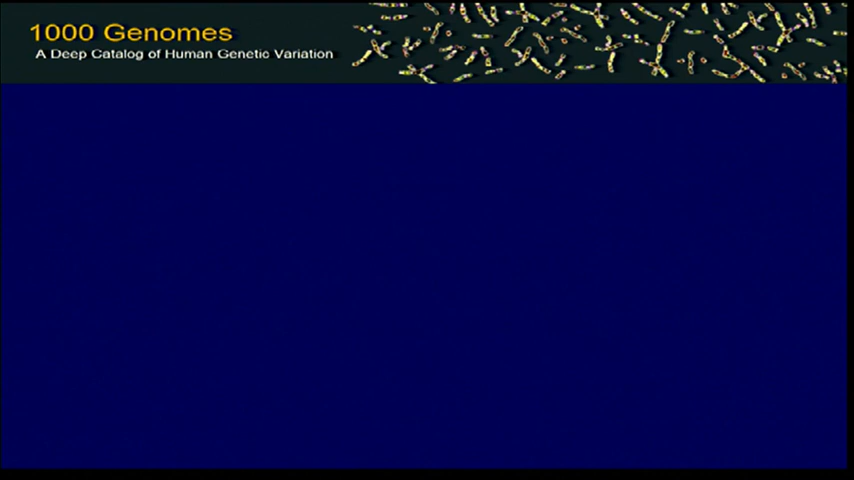 1000 Genomes
A Deep Catalog of Human Genetic Variation